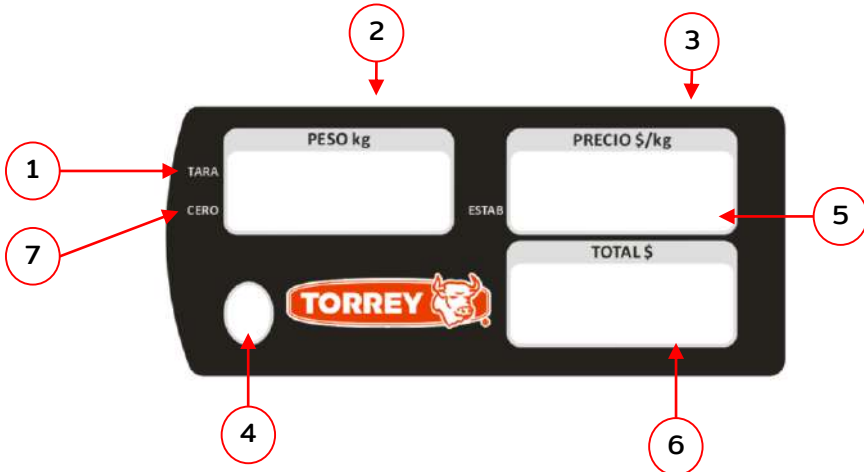 2
3
PESO kg
PRECIO $/kg
1
TARA
CERO
ESTAB
5
7
TOTAL $
TORREY
4
6